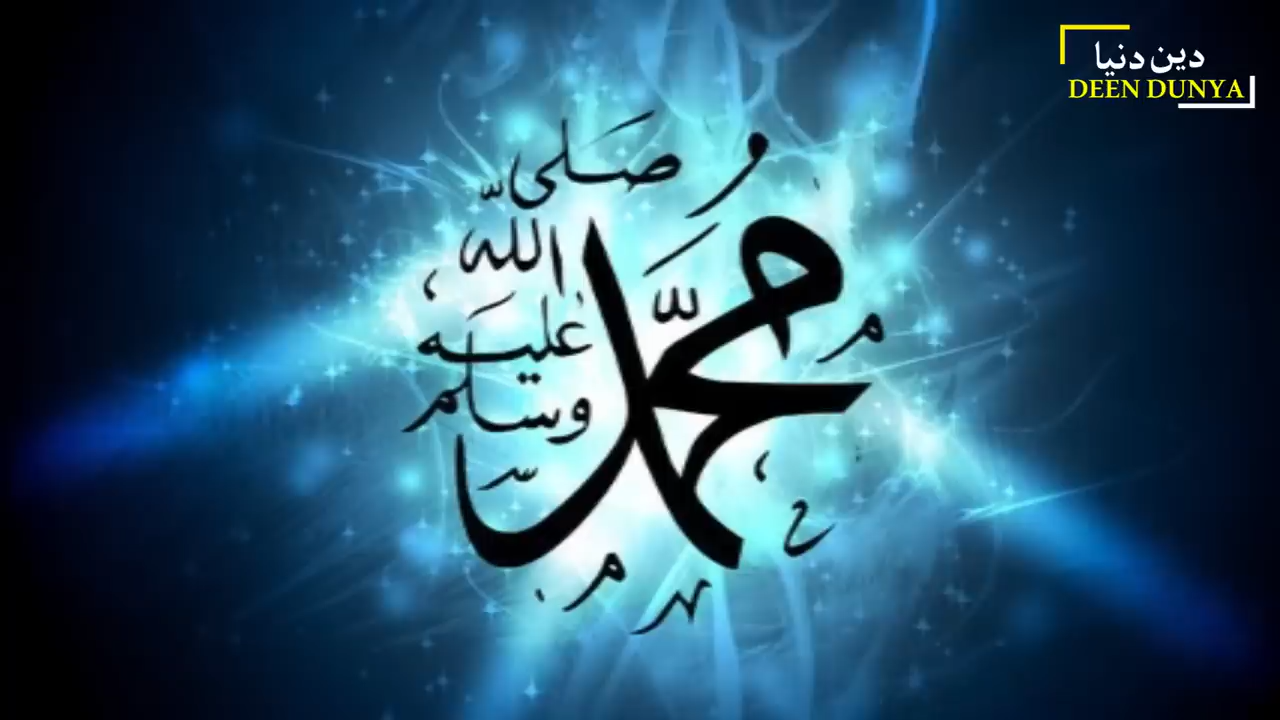 دین دنیا
DEEN DUNYA
محمد
صلى
الله
عليه
وسلم